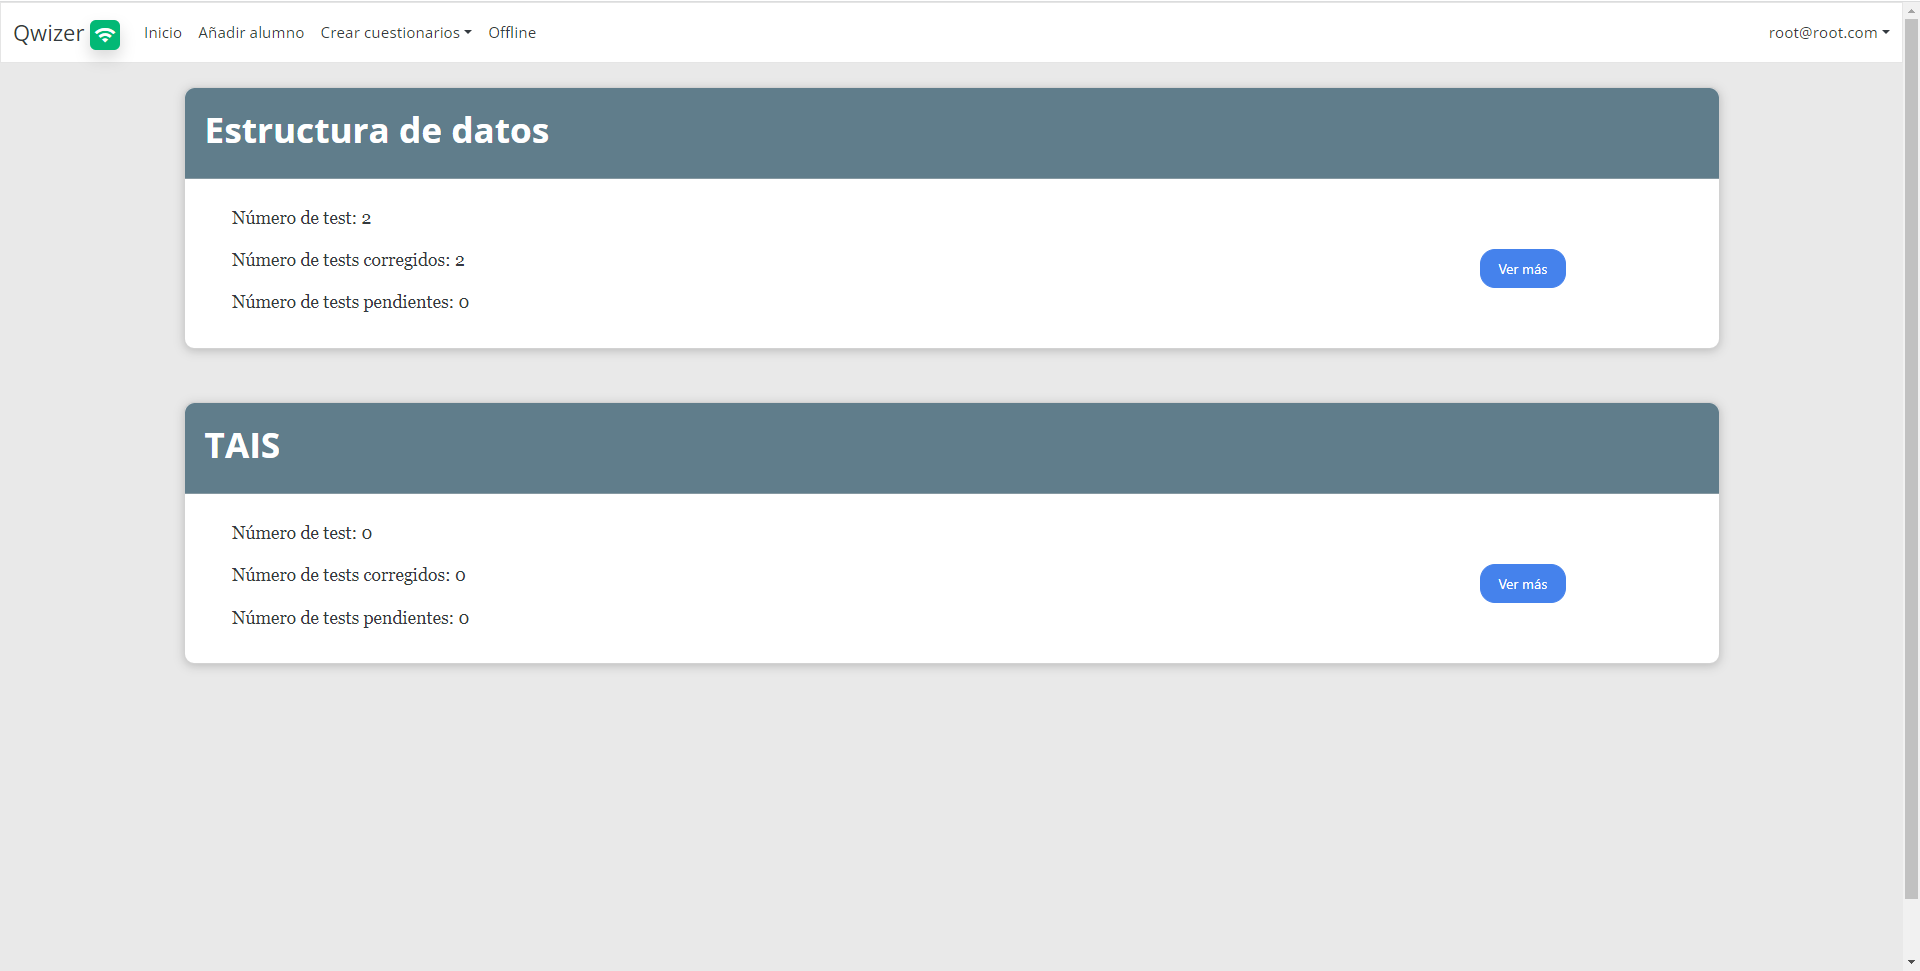 Qwizer Inicio Añadir alumno Crear cuestionarios Offline root@root.com
Estructura de datos
Número de test: 2
Número de tests corregidos: 2
Ver más
Número de tests pendientes: 0
TAIS
Número de test: 0
Número de tests corregidos: 0
Ver más
Número de tests pendientes: 0